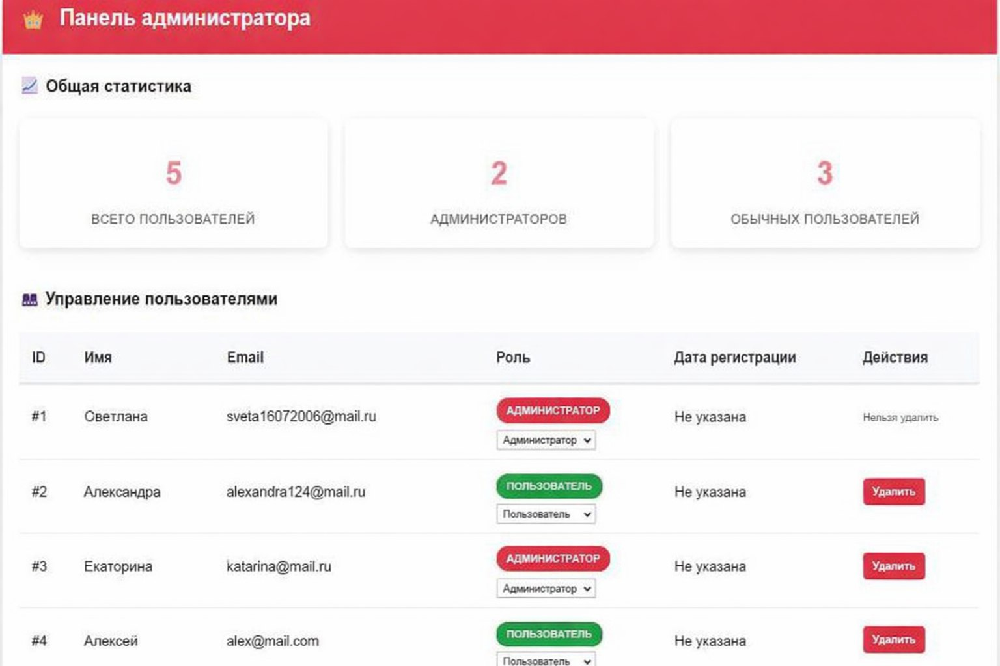 Панель администратора
Общая статистика
5 2 3
ВСЕГО ПОЛЬЗОВАТЕЛЕЙ АДМИНИСТРАТОРОВ ОБЫЧНЫХ ПОЛЬЗОВАТЕЛЕЙ
Управление пользователями
ID Имя Email Роль Дата регистрации Действия
#1 Оветлана sveta16072006@mail.ru АДМИНИСТРАТОР Не указана Нельзя удалить
Администратор
#2 Александра alexandra124@mail.ru ПОЛЬЗОВАТЕЛЬ Не указана Удалить
Пользователь
#3 Екаторина katarina@mail.ru АДМИНИСТРАТОР Не указана Удалить
Администратор
#4 Алексей alex@mail.com ПОЛЬЗОВАТЕЛЬ Не указана Удалить
Пользователь